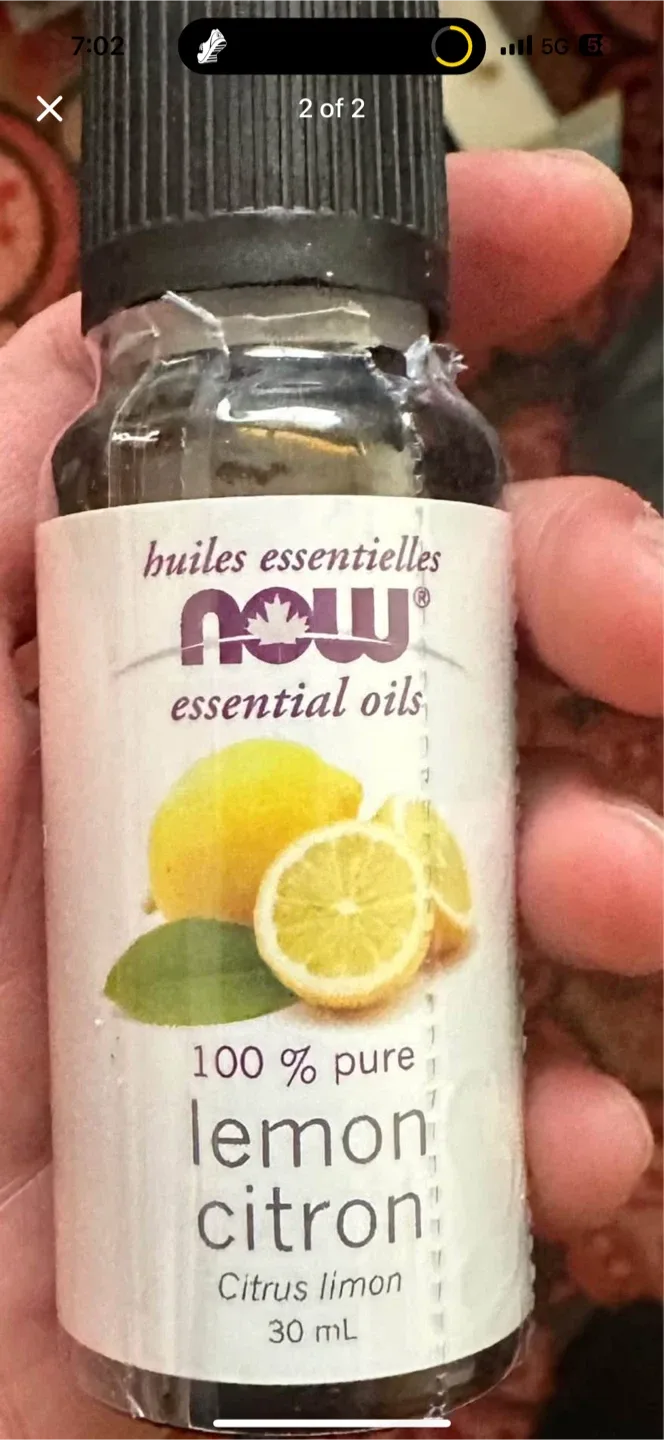 7:02
5G
2 of 2
huiles essentielles
now®
essential oils
100 % pure
lemon
citron
Citrus limon
30 mL